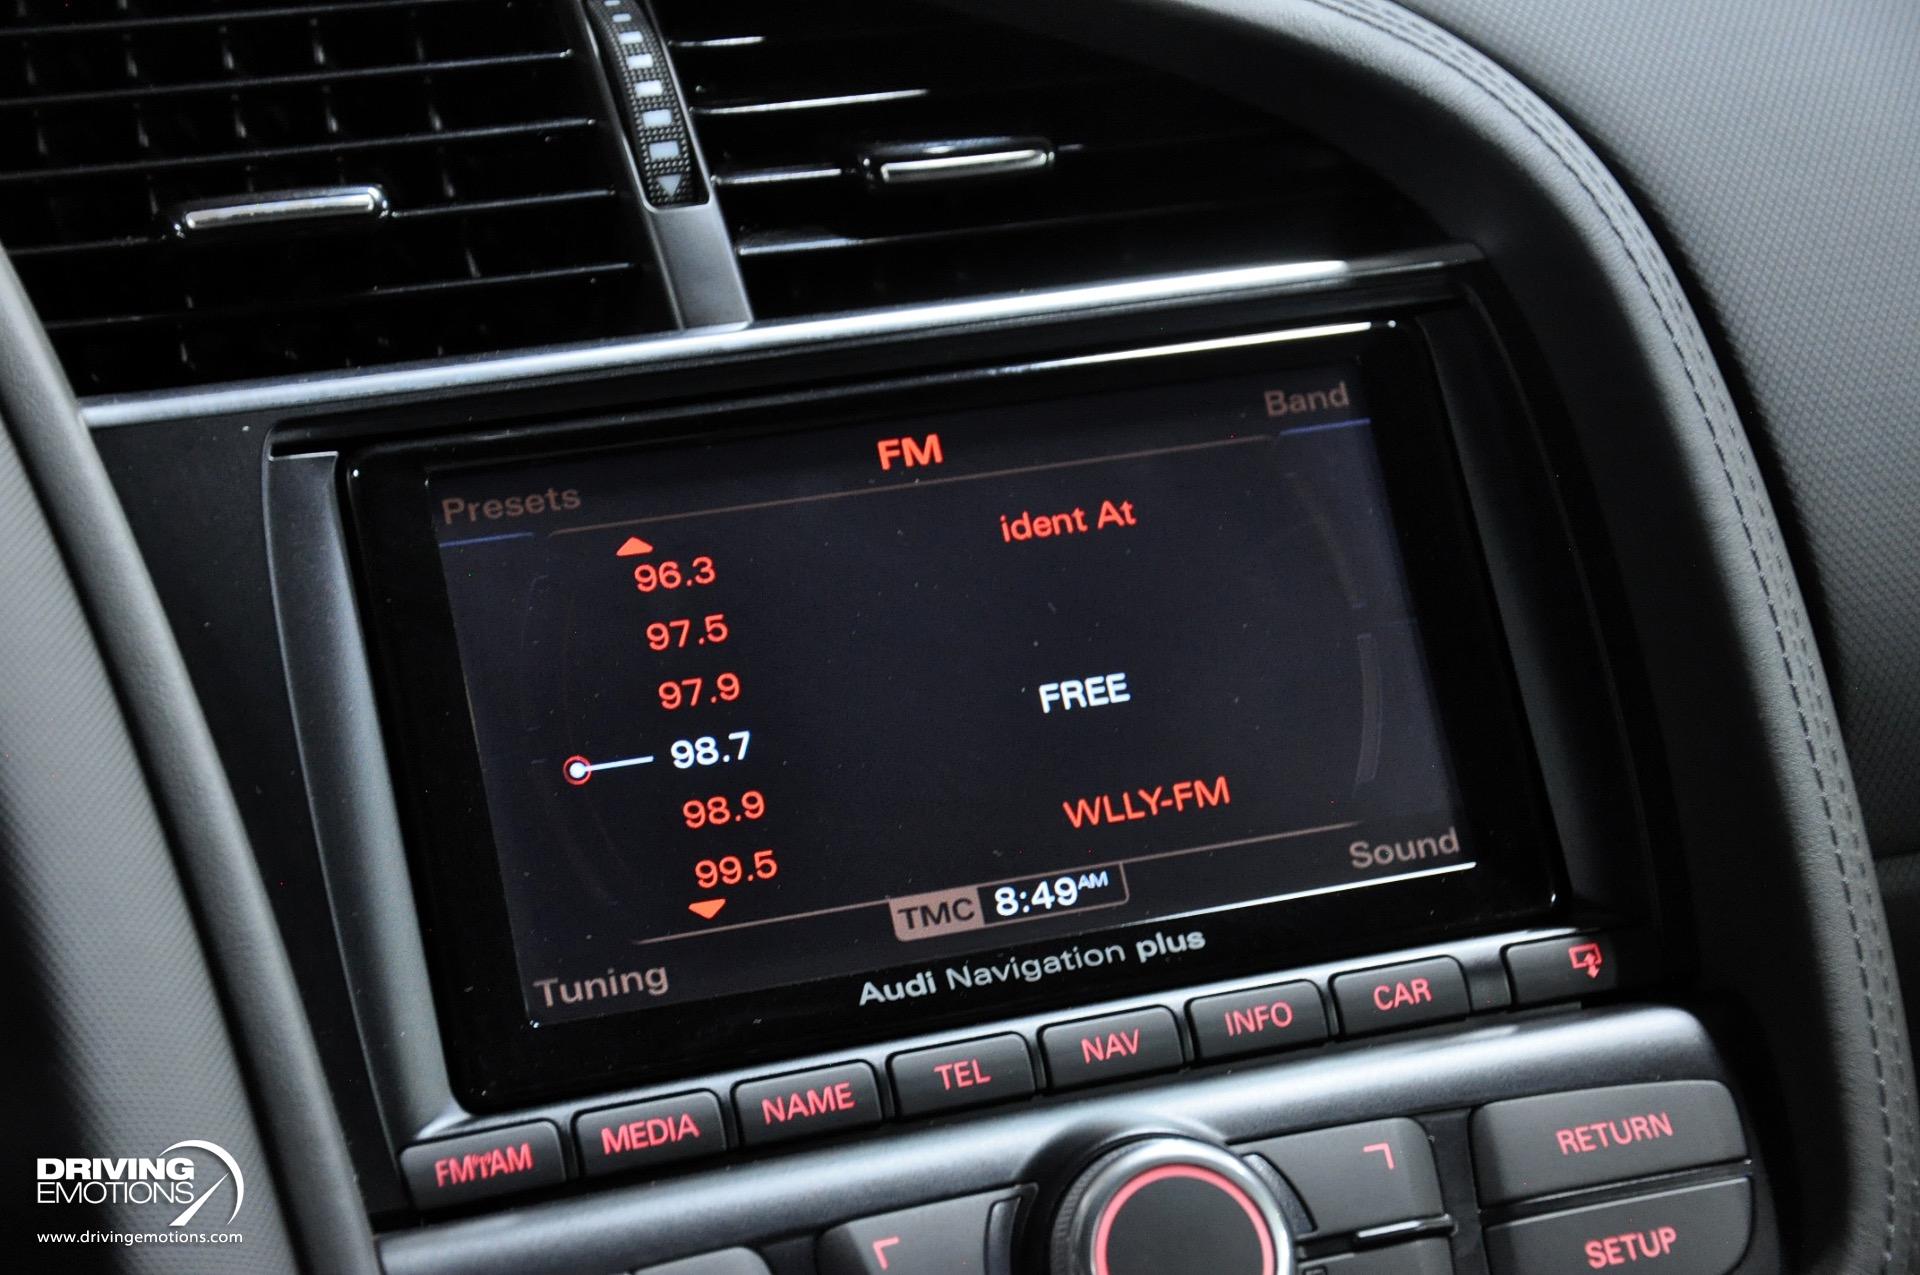 Band
FM
Presets
ident At
96.3
97.5
97.9
FREE
98.7
98.9
WLLY-FM
99.5
Sound
TMC 8:49 AM
Tuning
Audi Navigation plus
FM AM
MEDIA
NAME
TEL
NAV
INFO
CAR
RETURN
SETUP
DRIVING
EMOTIONS
www.drivingemotions.com